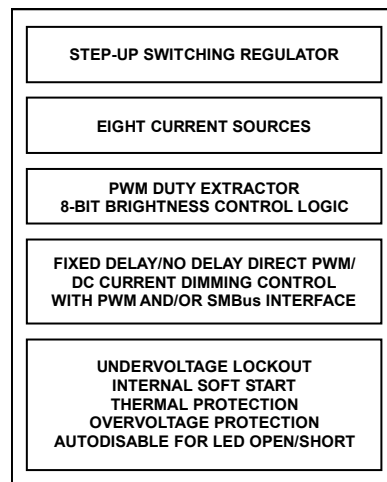 STEP-UP SWITCHING REGULATOR
EIGHT CURRENT SOURCES
PWM DUTY EXTRACTOR
8-BIT BRIGHTNESS CONTROL LOGIC
FIXED DELAY/NO DELAY DIRECT PWM/
DC CURRENT DIMMING CONTROL
WITH PWM AND/OR SMBus INTERFACE
UNDERVOLTAGE LOCKOUT
INTERNAL SOFT START
THERMAL PROTECTION
OVERVOLTAGE PROTECTION
AUTODISABLE FOR LED OPEN/SHORT